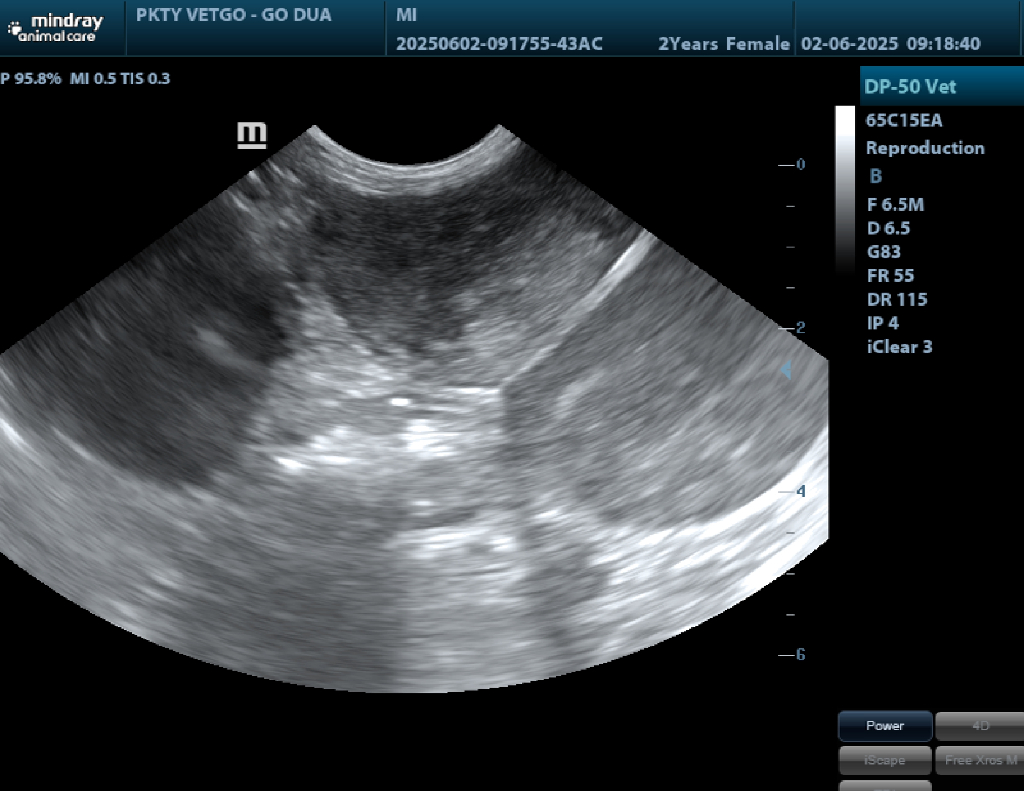 mindray
animal care
PKTY VETGO - GO DUA
MI
20250602-091755-43AC
2Years Female
02-06-2025 09:18:40
P 95.8% MI 0.5 TIS 0.3
m
DP-50 Vet
65C15EA
Reproduction
B
F 6.5M
D 6.5
G83
FR 55
DR 115
IP 4
iClear 3
0
2
4
6
Power
4D
iScape
Free Xros M